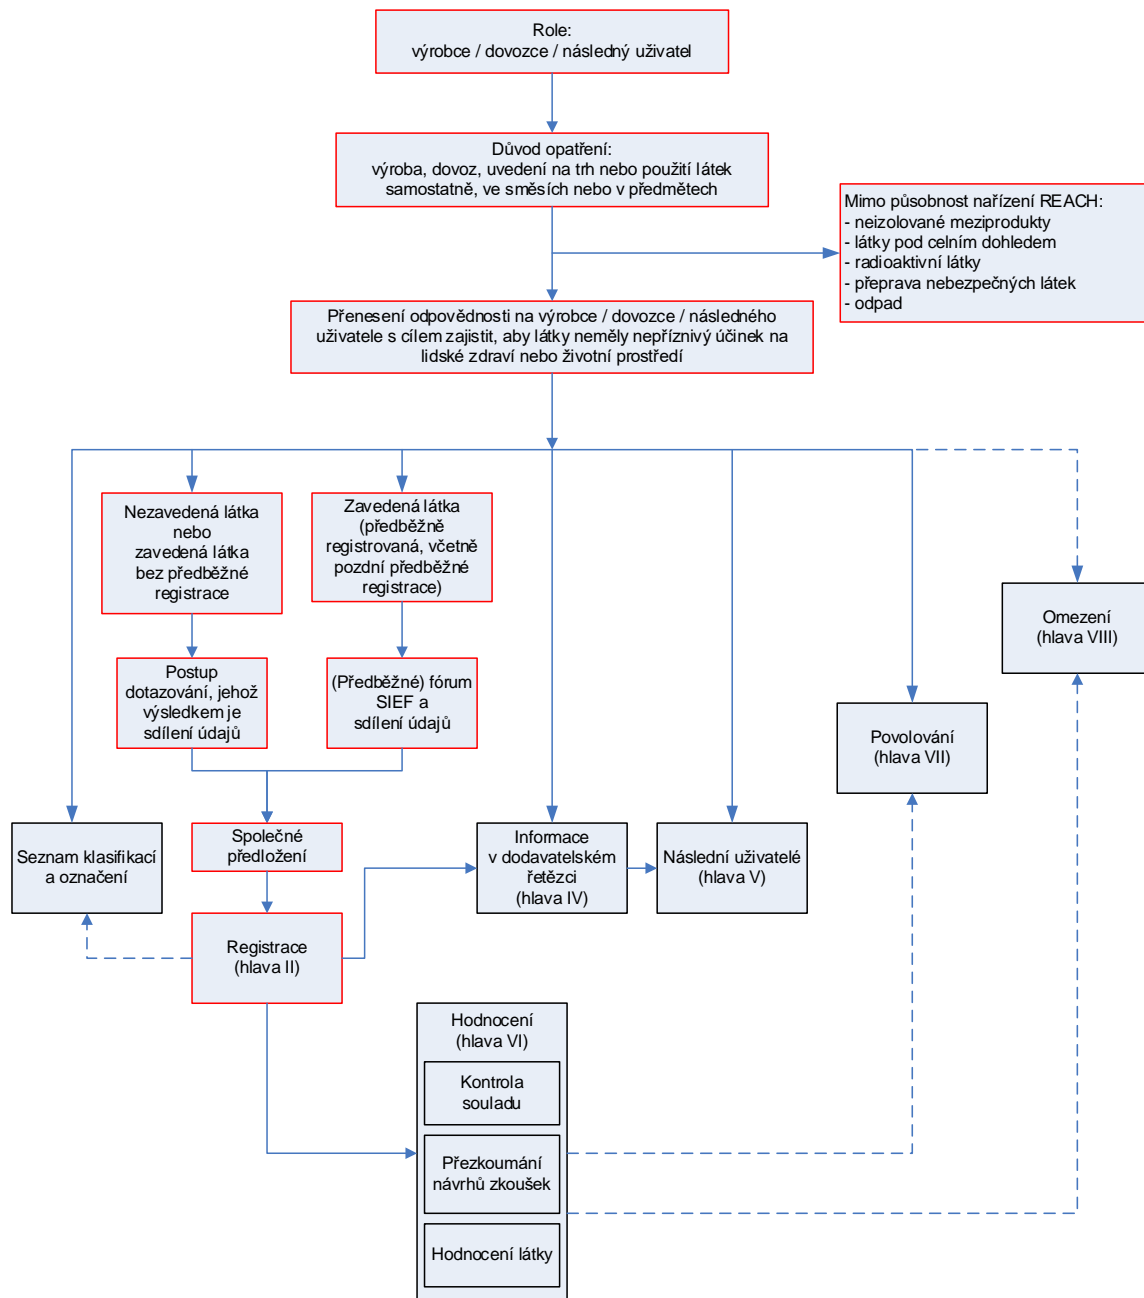 Role:
výrobce / dovozce / následný uživatel
Důvod opatření:
výroba, dovoz, uvedení na trh nebo použití látek
samostatně, ve směsích nebo v předmětech
Mimo působnost nařízení REACH:
- neizolované meziprodukty
- látky pod celním dohledem
- radioaktivní látky
- přeprava nebezpečných látek
- odpad
Přenesení odpovědnosti na výrobce / dovozce / následného
uživatele s cílem zajistit, aby látky neměly nepříznivý účinek na
lidské zdraví nebo životní prostředí
Nezavedená látka
nebo
zavedená látka
bez předběžné
registrace
Zavedená látka
(předběžně
registrovaná, včetně
pozdní předběžné
registrace)
Omezení
(hlava VIII)
Postup
dotazování, jehož
výsledkem je
sdílení údajů
(Předběžné) fórum
SIEF a
sdílení údajů
Povolování
(hlava VII)
Seznam klasifikací
a označení
Společné
předložení
Informace
v dodavatelském
řetězci
(hlava IV)
Následní uživatelé
(hlava V)
Registrace
(hlava II)
Hodnocení
(hlava VI)
Kontrola
souladu
Přezkoumání
návrhů zkoušek
Hodnocení látky